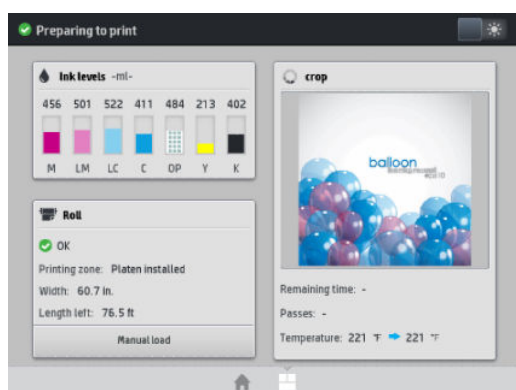 Preparing to print
Ink levels -ml-
456 501 522 411 484 213 402
M LM LC C OP Y K
Roll
OK
Printing zone: Platen installed
Width: 60.7 in.
Length left: 76.5 ft
Manual load
crop
balloon
Remaining time: -
Passes: -
Temperature: 221 °F 221 °F